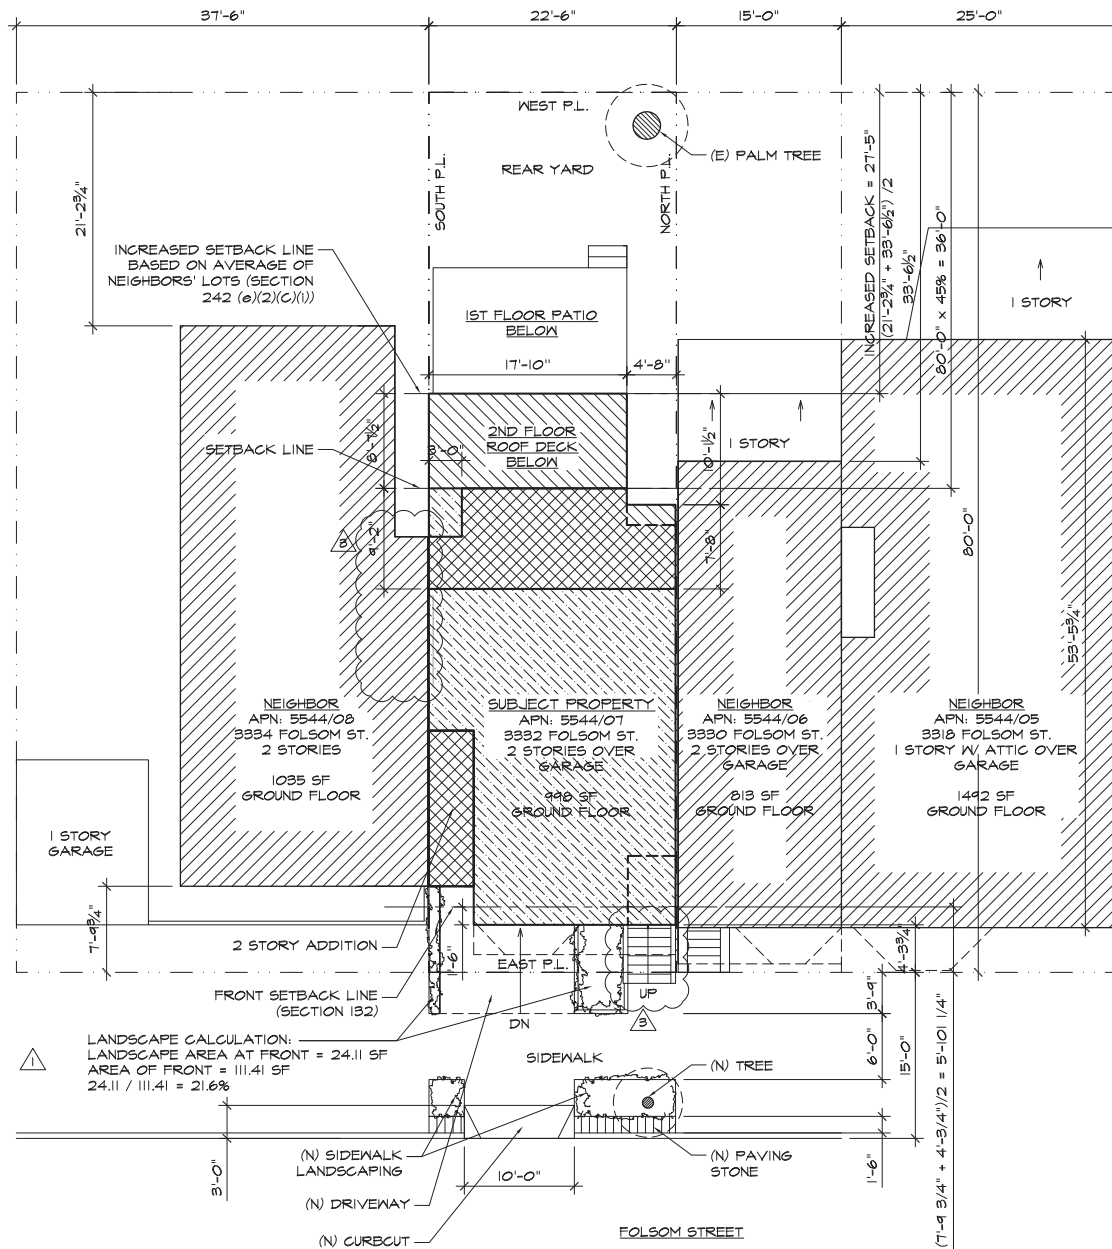 37'-6"
22'-6"
15'-0"
25'-0"
WEST P.L.
(E) PALM TREE
REAR YARD
SOUTH P.L.
NORTH P.L.
21'-2¾"
INCREASED SETBACK = 27'-5"
(21'-2¾" + 33'-6½") /2
33'-6½"
80'-0" x 45% = 36'-0"
INCREASED SETBACK LINE
BASED ON AVERAGE OF
NEIGHBORS' LOTS (SECTION
242 (e)(2)(C)(i))
1 STORY
1ST FLOOR PATIO
BELOW
17'-10"
4'-8"
2ND FLOOR
ROOF DECK
BELOW
8'-7½"
3'-0"
10'-1½"
1 STORY
SETBACK LINE
3
9'-2"
7'-8"
80'-0"
53'-5¾"
NEIGHBOR
APN: 5544/08
3334 FOLSOM ST.
2 STORIES
1035 SF
GROUND FLOOR
SUBJECT PROPERTY
APN: 5544/07
3332 FOLSOM ST.
2 STORIES OVER
GARAGE
998 SF
GROUND FLOOR
NEIGHBOR
APN: 5544/06
3330 FOLSOM ST.
2 STORIES OVER
GARAGE
813 SF
GROUND FLOOR
NEIGHBOR
APN: 5544/05
3318 FOLSOM ST.
1 STORY W/ ATTIC OVER
GARAGE
1492 SF
GROUND FLOOR
1 STORY
GARAGE
7'-9¾"
2 STORY ADDITION
1'-6"
EAST P.L.
4'-3¾"
FRONT SETBACK LINE
(SECTION 132)
UP
DN
3
3'-9"
6'-0"
15'-0"
1'-6"
(7'-9 3/4" + 4'-3/4")/2 = 5'-101 1/4"
1
LANDSCAPE CALCULATION:
LANDSCAPE AREA AT FRONT = 24.11 SF
AREA OF FRONT = 111.41 SF
24.11 / 111.41 = 21.6%
SIDEWALK
(N) TREE
3'-0"
(N) SIDEWALK
LANDSCAPING
10'-0"
(N) PAVING
STONE
(N) DRIVEWAY
(N) CURBCUT
FOLSOM STREET